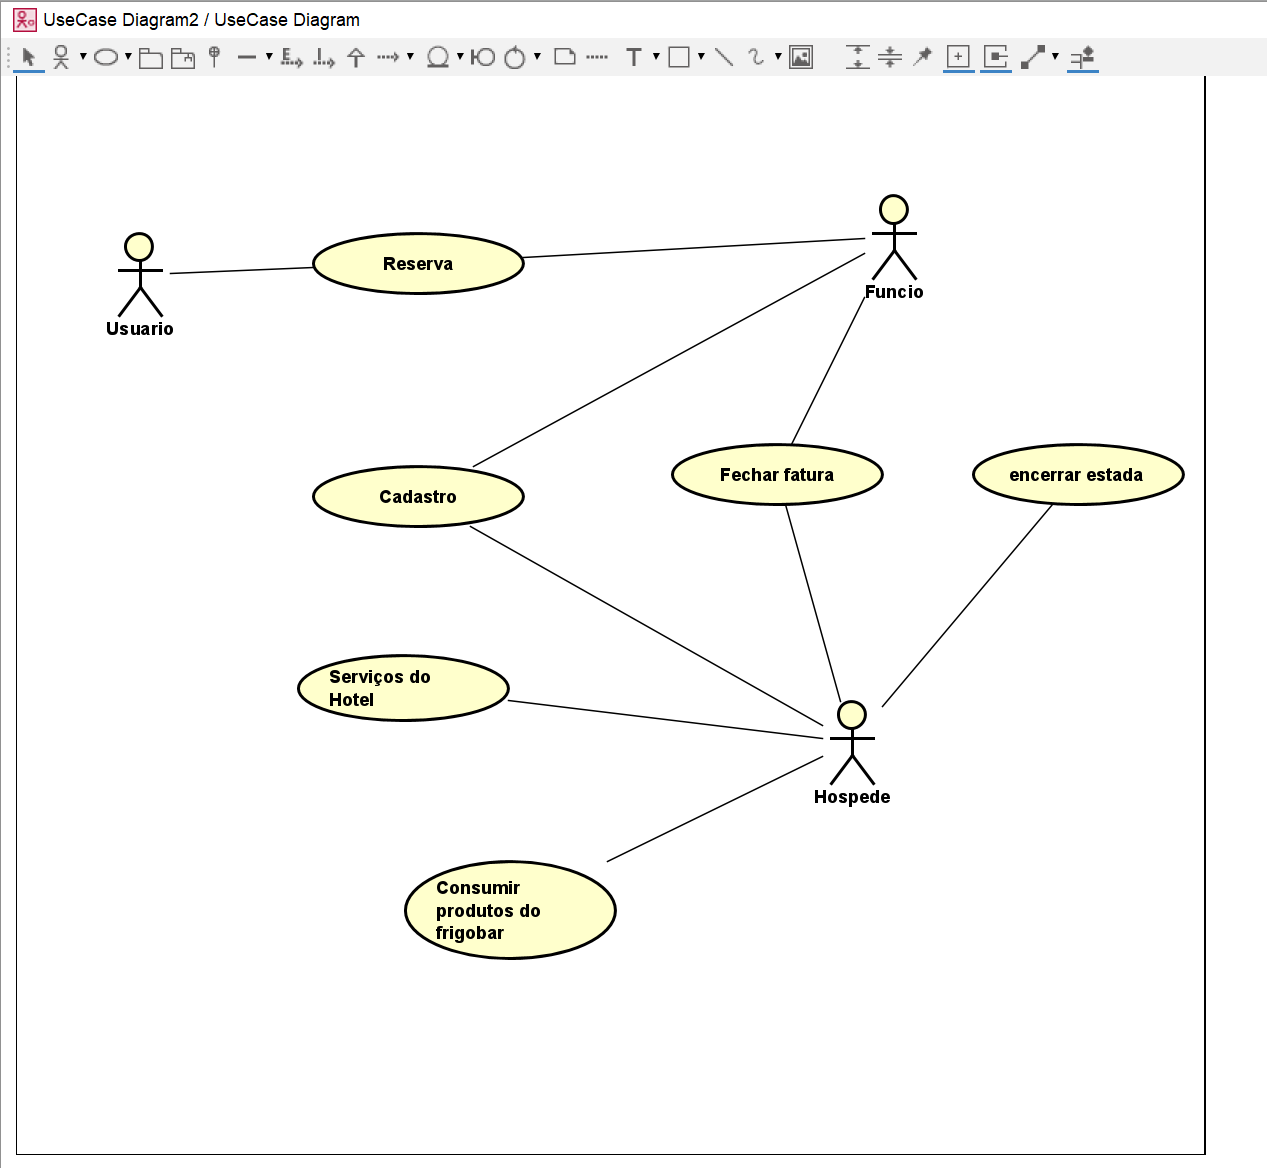 UseCase Diagram2 / UseCase Diagram
Reserva
Funcio
Usuario
Fechar fatura
encerrar estada
Cadastro
Serviços do
Hotel
Hospede
Consumir
produtos do
frigobar